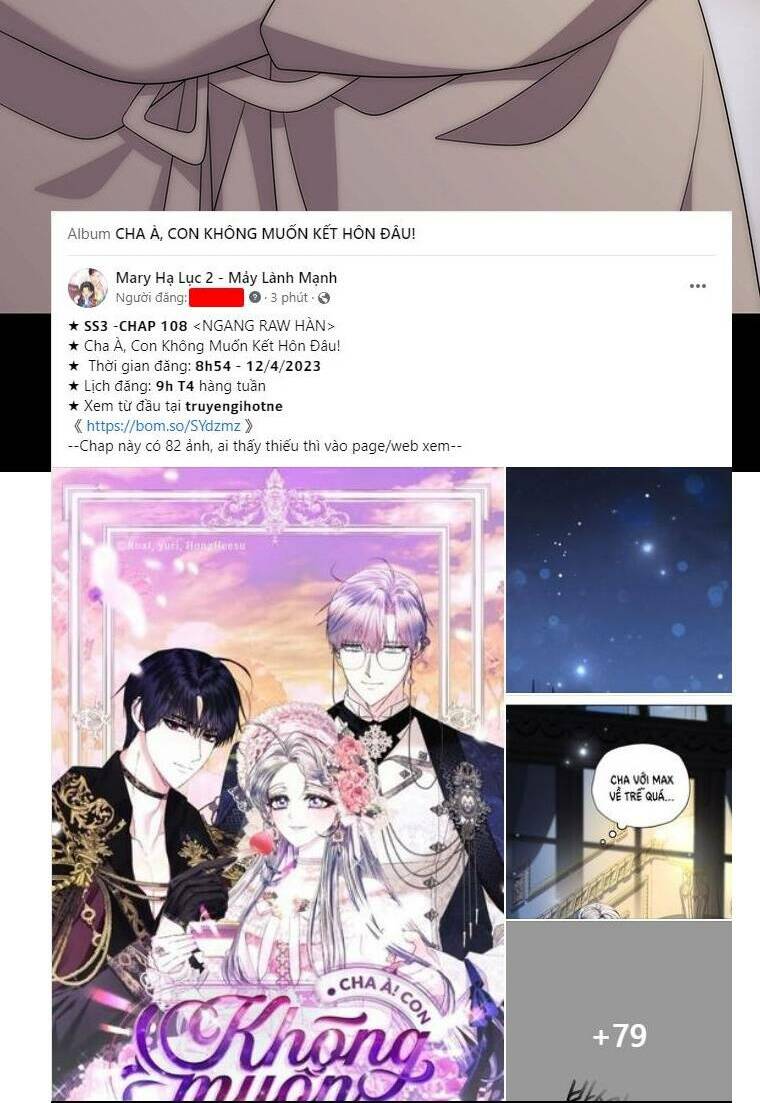 Album CHA À, CON KHÔNG MUỐN KẾT HÔN ĐÂU!
Mary Hạ Lục 2 - Mảy Lành Mạnh
Người đăng: · 3 phút ·
★ SS3 -CHAP 108 <NGANG RAW HÀN>
★ Cha À, Con Không Muốn Kết Hôn Đâu!
★ Thời gian đăng: 8h54 - 12/4/2023
★ Lịch đăng: 9h T4 hàng tuần
★ Xem từ đầu tại truyengihotne
《 https://bom.so/SYdzmz 》
--Chap này có 82 ảnh, ai thấy thiếu thì vào page/web xem--
©Roal, yuri, HongHeesu
CHA VỚI MAX
VỀ TRỄ QUÁ...
• CHA À! CON
Không
muốn
+79